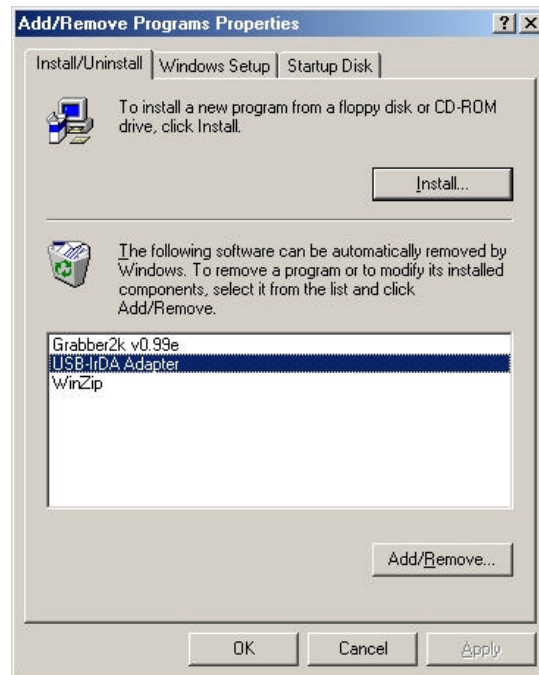 Add/Remove Programs Properties
Install/Uninstall
Windows Setup
Startup Disk
To install a new program from a floppy disk or CD-ROM
drive, click Install.
Install...
The following software can be automatically removed by
Windows. To remove a program or to modify its installed
components, select it from the list and click
Add/Remove.
Grabber2k v0.99e
USB-IrDA Adapter
WinZip
Add/Remove...
OK
Cancel
Apply